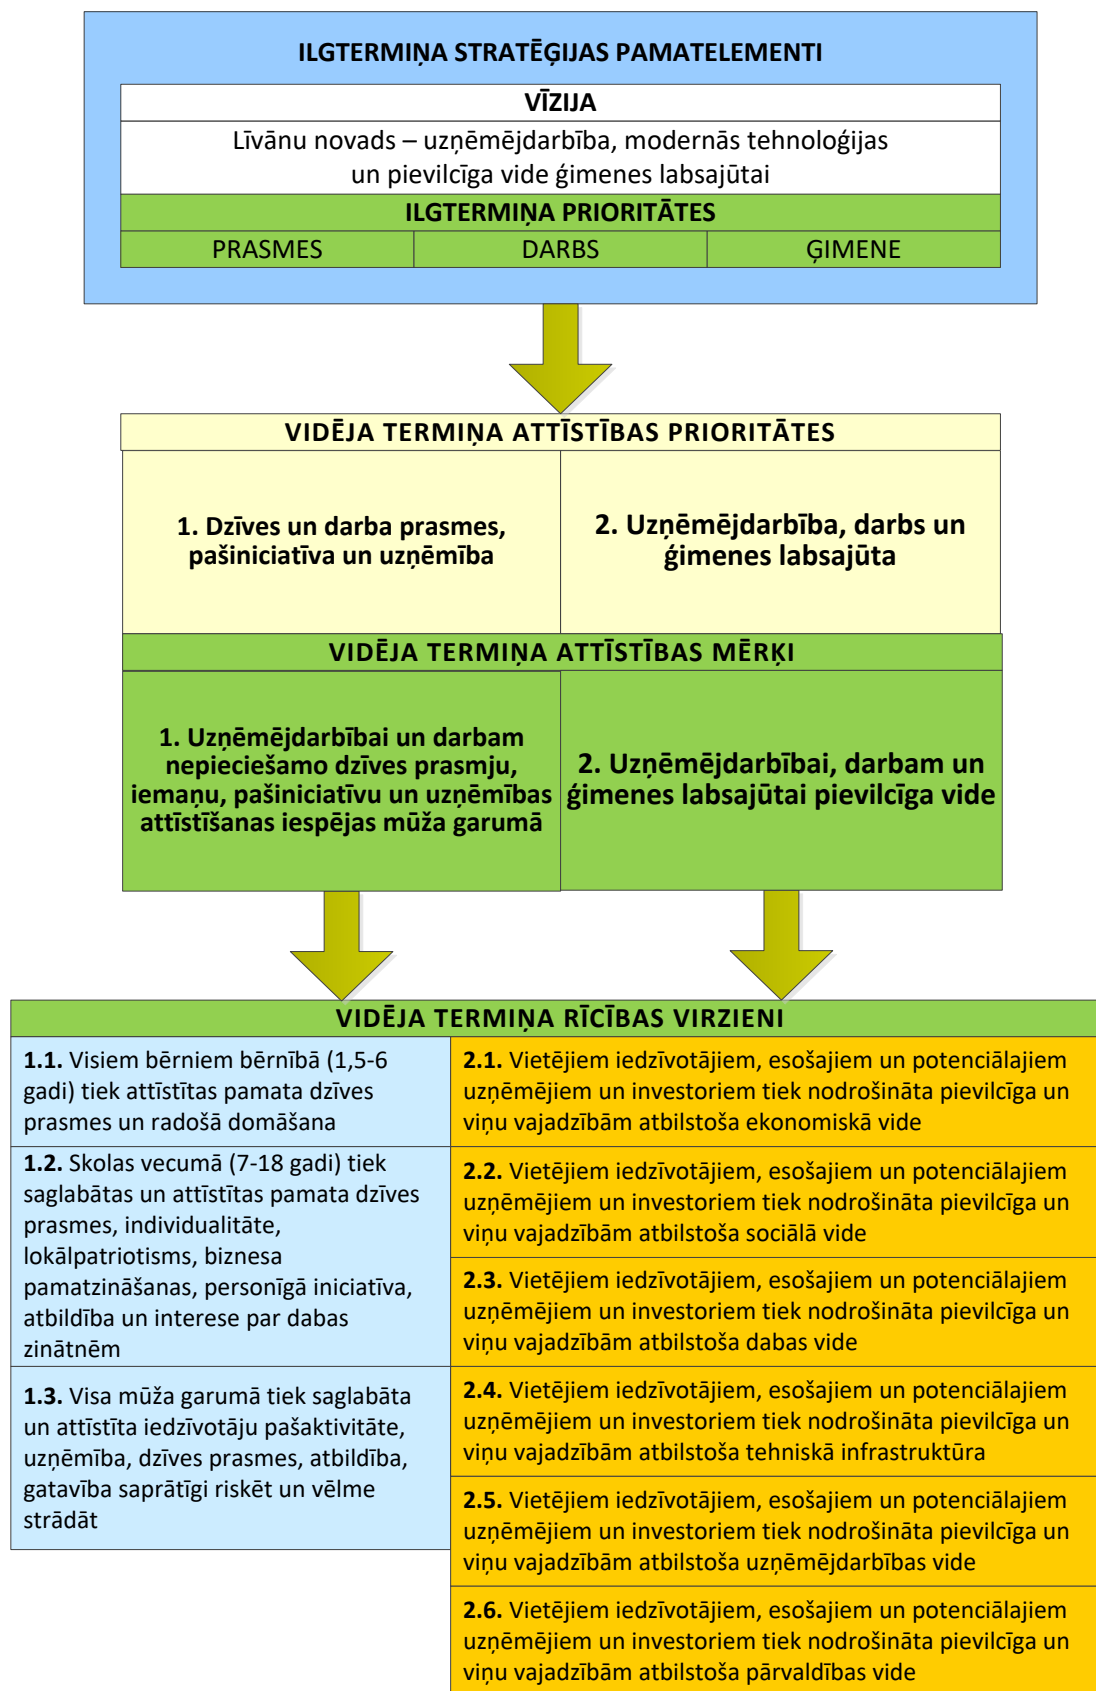 ILGTERMIŅA STRATĒĢIJAS PAMATELEMENTI
VĪZIJA
Līvānu novads – uzņēmējdarbība, modernās tehnoloģijas
un pievilcīga vide ģimenes labsajūtai
ILGTERMIŅA PRIORITĀTES
PRASMES
DARBS
ĢIMENE
VIDĒJA TERMIŅA ATTĪSTĪBAS PRIORITĀTES
1. Dzīves un darba prasmes,
pašiniciatīva un uzņēmība
2. Uzņēmējdarbība, darbs un
ģimenes labsajūta
VIDĒJA TERMIŅA ATTĪSTĪBAS MĒRĶI
1. Uzņēmējdarbībai un darbam
nepieciešamo dzīves prasmju,
iemaņu, pašiniciatīvu un uzņēmības
attīstīšanas iespējas mūža garumā
2. Uzņēmējdarbībai, darbam un
ģimenes labsajūtai pievilcīga vide
VIDĒJA TERMIŅA RĪCĪBAS VIRZIENI
1.1. Visiem bērniem bērnībā (1,5-6
gadi) tiek attīstītas pamata dzīves
prasmes un radošā domāšana
1.2. Skolas vecumā (7-18 gadi) tiek
saglabātas un attīstītas pamata dzīves
prasmes, individualitāte,
lokālpatriotisms, biznesa
pamatzināšanas, personīgā iniciatīva,
atbildība un interese par dabas
zinātnēm
1.3. Visa mūža garumā tiek saglabāta
un attīstīta iedzīvotāju pašaktivitāte,
uzņēmība, dzīves prasmes, atbildība,
gatavība saprātīgi riskēt un vēlme
strādāt
2.1. Vietējiem iedzīvotājiem, esošajiem un potenciālajiem
uzņēmējiem un investoriem tiek nodrošināta pievilcīga un
viņu vajadzībām atbilstoša ekonomiskā vide
2.2. Vietējiem iedzīvotājiem, esošajiem un potenciālajiem
uzņēmējiem un investoriem tiek nodrošināta pievilcīga un
viņu vajadzībām atbilstoša sociālā vide
2.3. Vietējiem iedzīvotājiem, esošajiem un potenciālajiem
uzņēmējiem un investoriem tiek nodrošināta pievilcīga un
viņu vajadzībām atbilstoša dabas vide
2.4. Vietējiem iedzīvotājiem, esošajiem un potenciālajiem
uzņēmējiem un investoriem tiek nodrošināta pievilcīga un
viņu vajadzībām atbilstoša tehniskā infrastruktūra
2.5. Vietējiem iedzīvotājiem, esošajiem un potenciālajiem
uzņēmējiem un investoriem tiek nodrošināta pievilcīga un
viņu vajadzībām atbilstoša uzņēmējdarbības vide
2.6. Vietējiem iedzīvotājiem, esošajiem un potenciālajiem
uzņēmējiem un investoriem tiek nodrošināta pievilcīga un
viņu vajadzībām atbilstoša pārvaldības vide